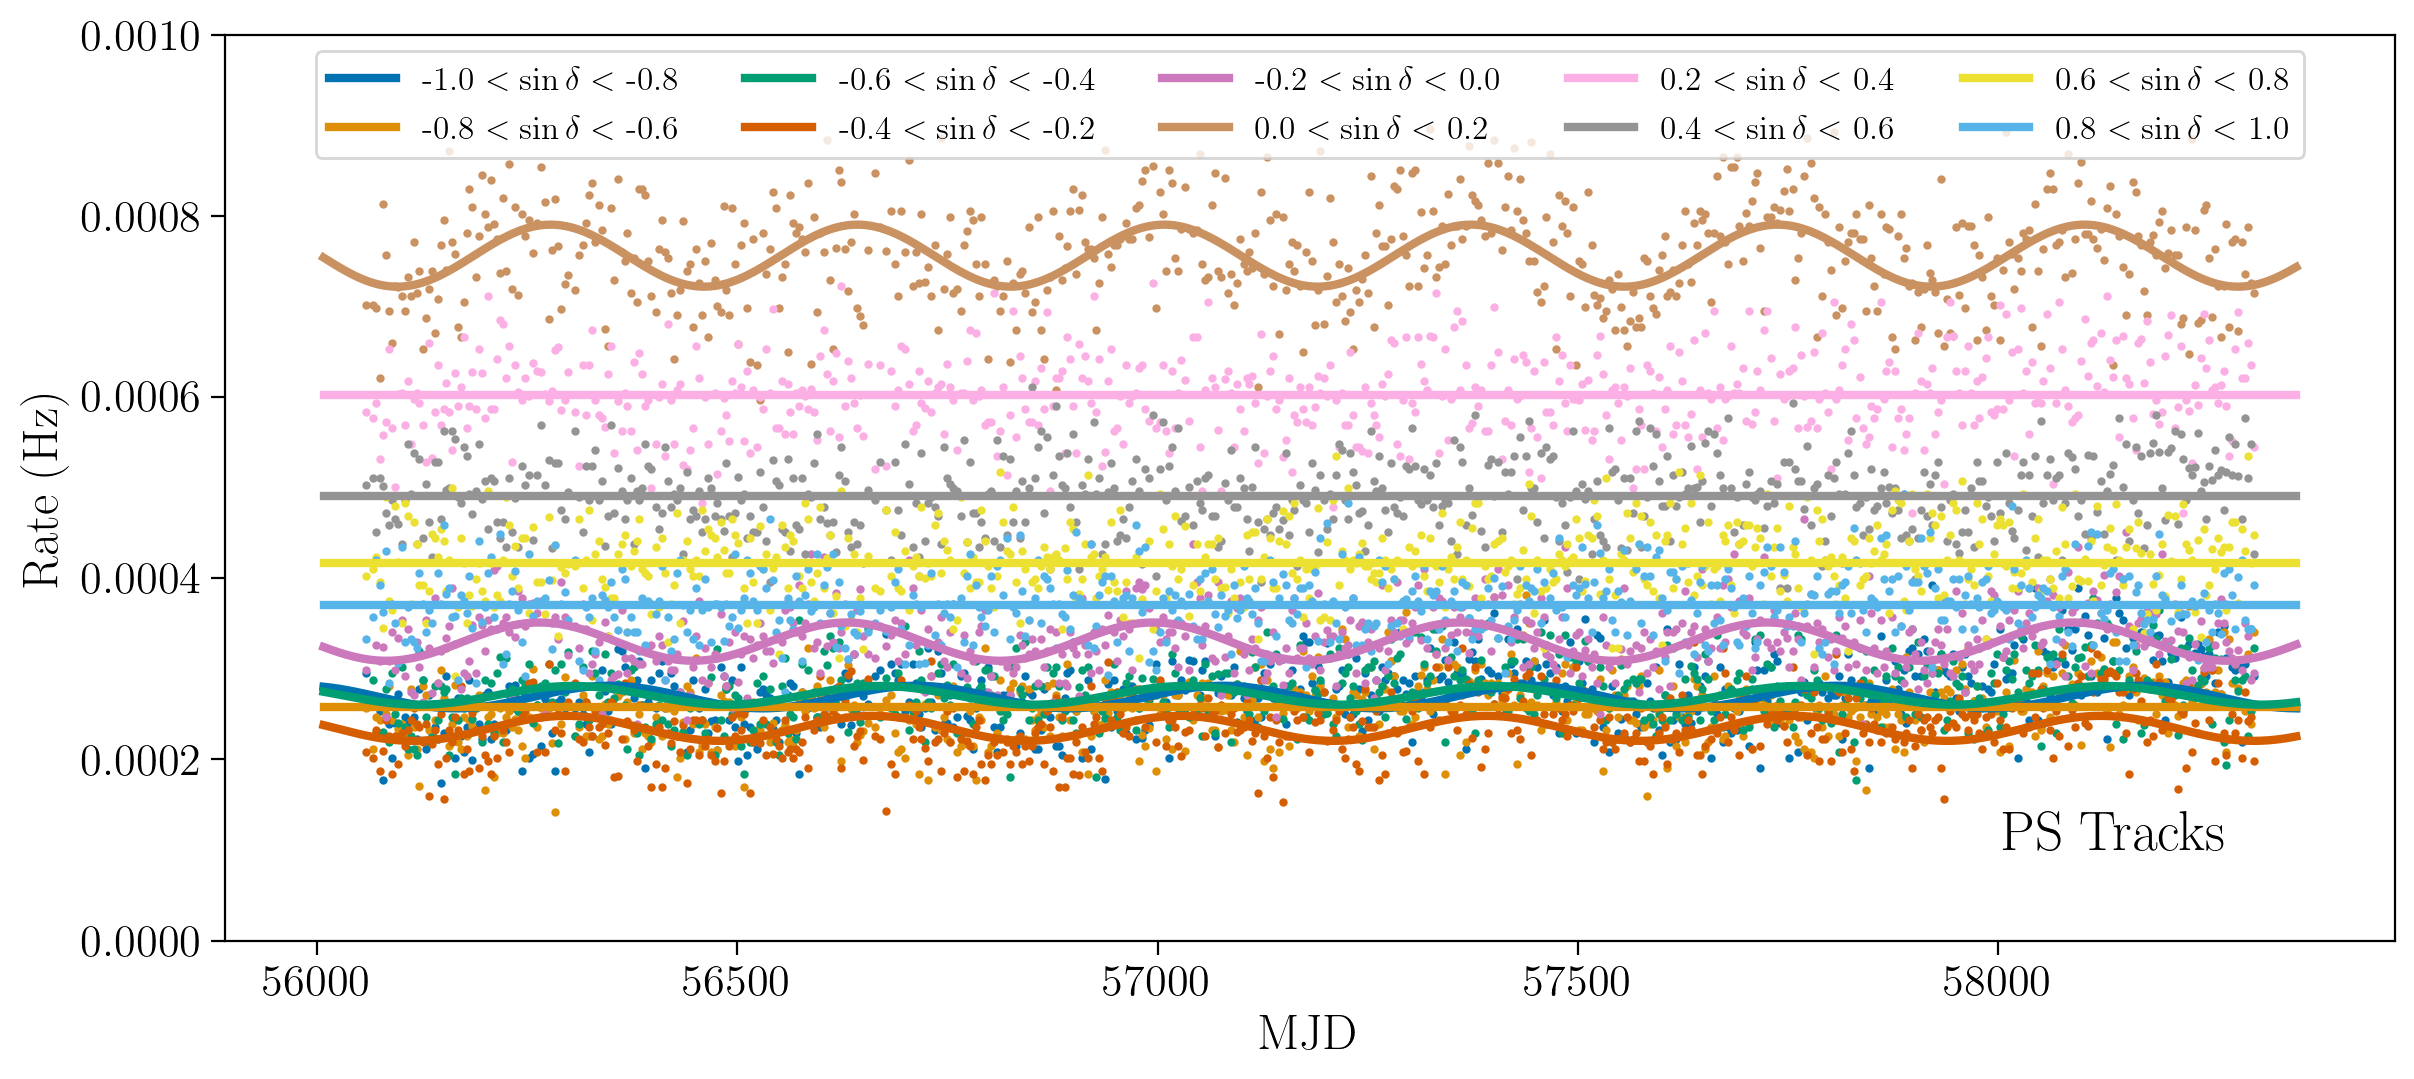 0.0010
0.0008
0.0006
0.0004
0.0002
0.0000
Rate (Hz)
-1.0 < sin δ < -0.8
-0.8 < sin δ < -0.6
-0.6 < sin δ < -0.4
-0.4 < sin δ < -0.2
-0.2 < sin δ < 0.0
0.0 < sin δ < 0.2
0.2 < sin δ < 0.4
0.4 < sin δ < 0.6
0.6 < sin δ < 0.8
0.8 < sin δ < 1.0
PS Tracks
56000 56500 57000 57500 58000
MJD